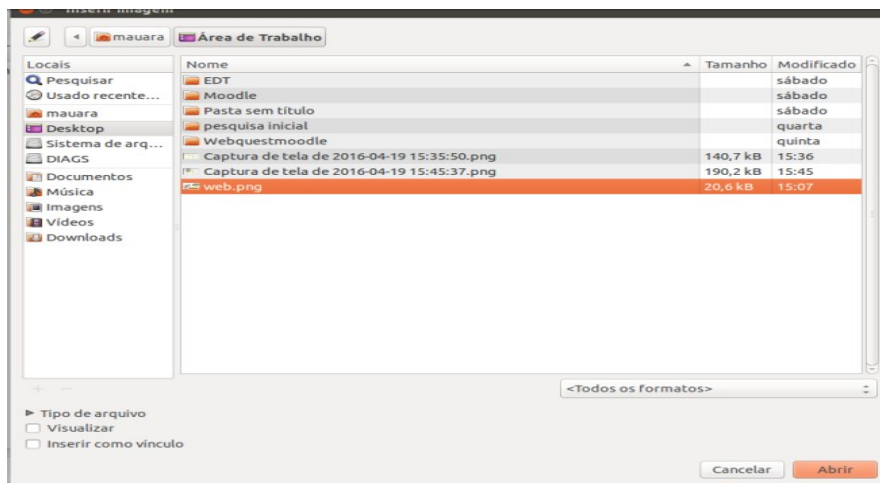 Inserir imagem
mauara Área de Trabalho
Locais
Pesquisar
Usado recente...
mauara
Desktop
Sistema de arq...
DIAGS
Documentos
Música
Imagens
Vídeos
Downloads
Nome Tamanho Modificado
EDT sábado
Moodle sábado
Pasta sem título sábado
pesquisa inicial quarta
Webquestmoodle quinta
Captura de tela de 2016-04-19 15:35:50.png 140,7 kB 15:36
Captura de tela de 2016-04-19 15:45:37.png 190,2 kB 15:45
web.png 20,6 kB 15:07
<Todos os formatos>
Tipo de arquivo
Visualizar
Inserir como vínculo
Cancelar Abrir